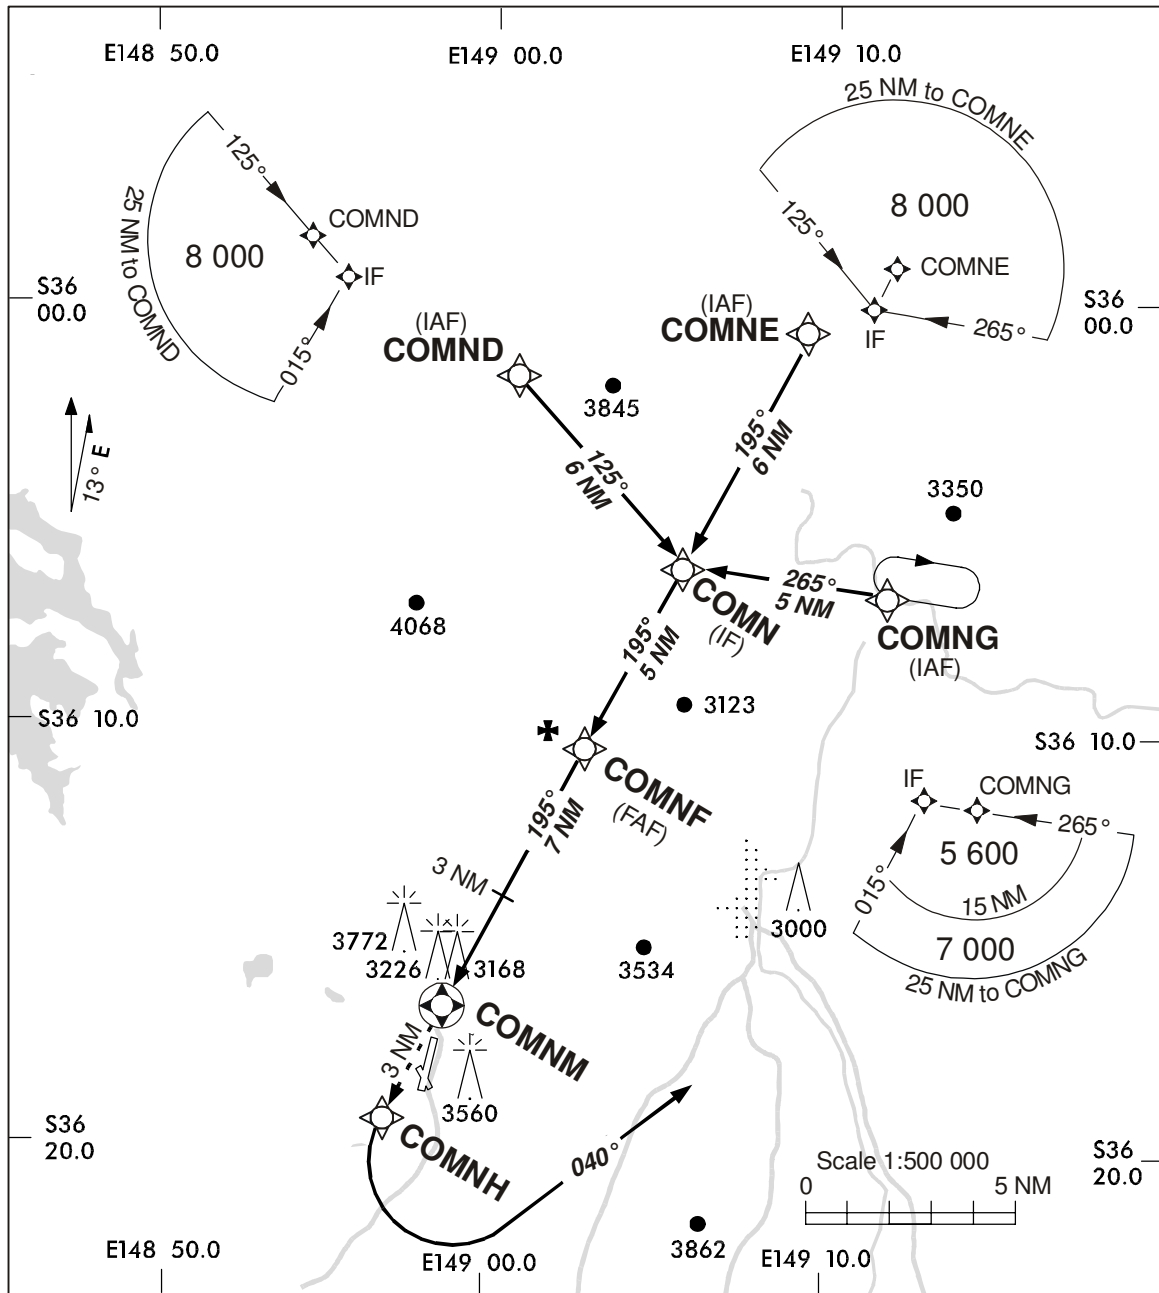 E148 50.0
E149 00.0
E149 10.0
25 NM to COMND
125°
COMND
8 000
IF
015°
25 NM to COMNE
8 000
125°
COMNE
IF
265°
S36
00.0
S36
00.0
(IAF)
COMND
(IAF)
COMNE
3845
125°
6 NM
195°
6 NM
13° E
3350
4068
COMN
(IF)
265°
5 NM
COMNG
(IAF)
195°
5 NM
3123
S36 10.0
S36 10.0
COMNF
(FAF)
195°
7 NM
IF
COMNG
265°
5 600
015°
15 NM
7 000
25 NM to COMNG
3 NM
3772
3226
3168
3534
3000
COMNM
3 NM
3560
COMNH
040°
S36
20.0
S36
20.0
Scale 1:500 000
0
5 NM
3862
E148 50.0
E149 00.0
E149 10.0